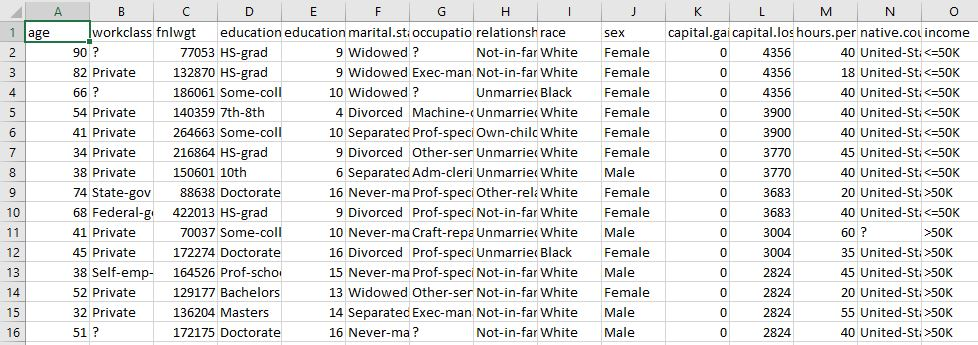 A B C D E F G H I J K L M N O
1 age workclass fnlwgt education education marital.sta occupatio relationsh race sex capital.gai capital.los hours.per native.cou income
2 90 ? 77053 HS-grad 9 Widowed ? Not-in-far White Female 0 4356 40 United-Sta <=50K
3 82 Private 132870 HS-grad 9 Widowed Exec-man Not-in-far White Female 0 4356 18 United-Sta <=50K
4 66 ? 186061 Some-coll 10 Widowed ? Unmarried Black Female 0 4356 40 United-Sta <=50K
5 54 Private 140359 7th-8th 4 Divorced Machine-o Unmarried White Female 0 3900 40 United-Sta <=50K
6 41 Private 264663 Some-coll 10 Separated Prof-speci Own-child White Female 0 3900 40 United-Sta <=50K
7 34 Private 216864 HS-grad 9 Divorced Other-ser Unmarried White Female 0 3770 45 United-Sta <=50K
8 38 Private 150601 10th 6 Separated Adm-cleri Unmarried White Male 0 3770 40 United-Sta <=50K
9 74 State-gov 88638 Doctorate 16 Never-ma Prof-speci Other-rela White Female 0 3683 20 United-Sta >50K
10 68 Federal-g 422013 HS-grad 9 Divorced Prof-speci Not-in-far White Female 0 3683 40 United-Sta <=50K
11 41 Private 70037 Some-coll 10 Never-ma Craft-repa Unmarried White Male 0 3004 60 ? >50K
12 45 Private 172274 Doctorate 16 Divorced Prof-speci Unmarried Black Female 0 3004 35 United-Sta >50K
13 38 Self-emp- 164526 Prof-scho 15 Never-ma Prof-speci Not-in-far White Male 0 2824 45 United-Sta >50K
14 52 Private 129177 Bachelors 13 Widowed Other-ser Not-in-far White Female 0 2824 20 United-Sta >50K
15 32 Private 136204 Masters 14 Separated Exec-man Not-in-far White Male 0 2824 55 United-Sta >50K
16 51 ? 172175 Doctorate 16 Never-ma ? Not-in-far White Male 0 2824 40 United-Sta >50K